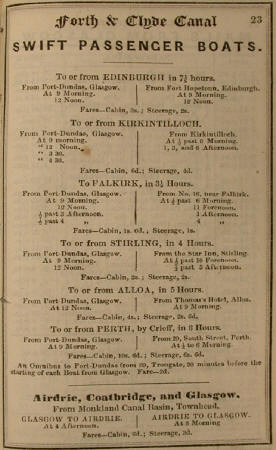 Forth & Clyde Canal 23
SWIFT PASSENGER BOATS.
To or from EDINBURGH in 7½ hours.
From Port-Dundas, Glasgow. From Port Hopetoun, Edinburgh.
At 9 Morning. At 9 Morning.
12 Noon. 12 Noon.
Fares—Cabin, 3s.; Steerage, 2s.
To or from KIRKINTILLOCH.
From Port-Dundas, Glasgow. From Kirkintilloch.
At 9 morning. At ½ past 6 Morning.
" 12 Noon. 1, 3, and 6 Afternoon.
" 3 30.
" 4 30.
Fares—Cabin, 6d.; Steerage, 4d.
To FALKIRK, in 3½ Hours.
From Port-Dundas, Glasgow. From No. 16, near Falkirk.
At 9 Morning. At ½ past 6 Morning.
12 Noon. 11 Forenoon.
½ past 3 Afternoon. 1 Afternoon.
½ past 4 „ 4 „
Fares—Cabin, 1s. 6d.; Steerage, 1s.
To or from STIRLING, in 4 Hours.
From Port Dundas, Glasgow. From the Star Inn, Stirling.
At 9 Morning. At ½ past 10 Forenoon.
12 Noon. ½ past 3 Afternoon.
Fares—Cabin, 3s.; Steerage, 2s.
To or from ALLOA, in 5 Hours.
From Port Dundas, Glasgow. From Thomas's Hotel, Alloa.
At 12 Noon. At 9 Morning.
Fares—Cabin, 4s.; Steerage, 2s. 6d.
To or from PERTH, by Crieff, in 8 Hours.
From Port Dundas, Glasgow. From 29, South Street, Perth.
At 9 Morning. At ½ to 6 Morning.
Fares—Cabin, 10s. 6d.; Steerage, 6s. 6d.
An Omnibus to Port-Dundas from Trongate, 20 minutes before the
starting of each Boat from Glasgow. Fare—2d.
Airdrie, Coatbridge, and Glasgow.
From Monkland Canal Basin, Townhead.
GLASGOW TO AIRDRIE. AIRDRIE TO GLASGOW.
At 4 Afternoon. At 8 Morning
Fares—Cabin, 6d.; Steerage, 3d.